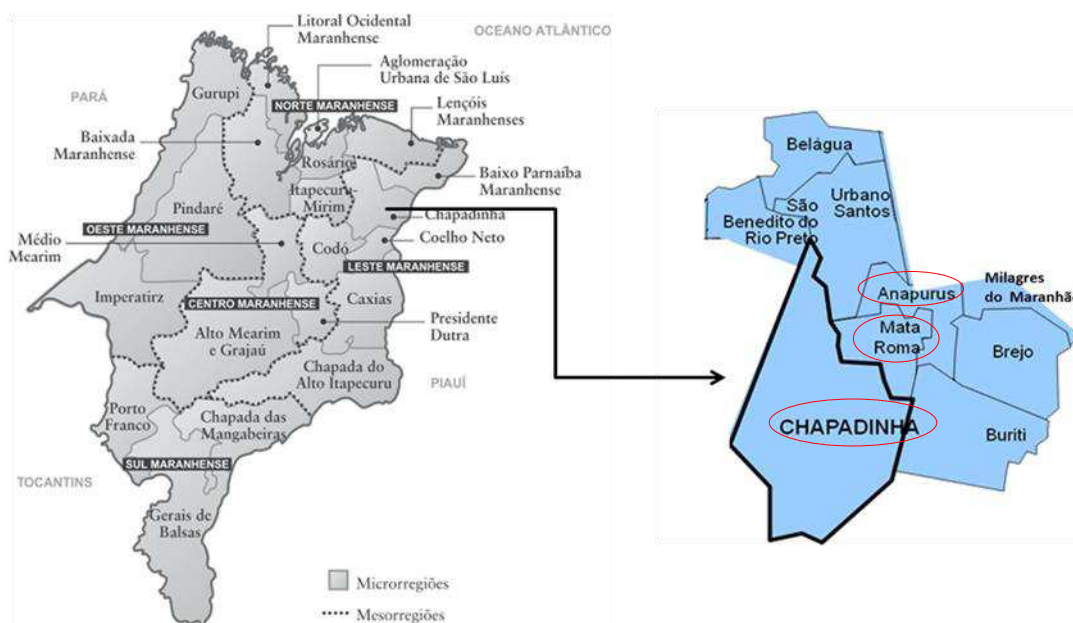 Litoral Ocidental
Maranhense
OCEANO ATLÂNTICO
Aglomeração
Urbana de São Luís
PARÁ
Gurupi
NORTE MARANHENSE
Lençóis
Maranhenses
Baixada
Maranhense
Rosário
Baixo Parnaíba
Maranhense
Itapecuru-
Mirim
Pindaré
Chapadinha
OESTE MARANHENSE
Médio
Mearim
Codó
Coelho Neto
LESTE MARANHENSE
Imperatirz
CENTRO MARANHENSE
Caxias
Alto Mearim
e Grajaú
Presidente
Dutra
Chapada do
Alto Itapecuru
PIAUÍ
Porto
Franco
Chapada das
Mangabeiras
SUL MARANHENSE
TOCANTINS
Gerais de
Balsas
Microrregiões
Mesorregiões
Belágua
Urbano
Santos
São
Benedito do
Rio Preto
Anapurus
Milagres
do Maranhão
Mata
Roma
Brejo
CHAPADINHA
Buriti